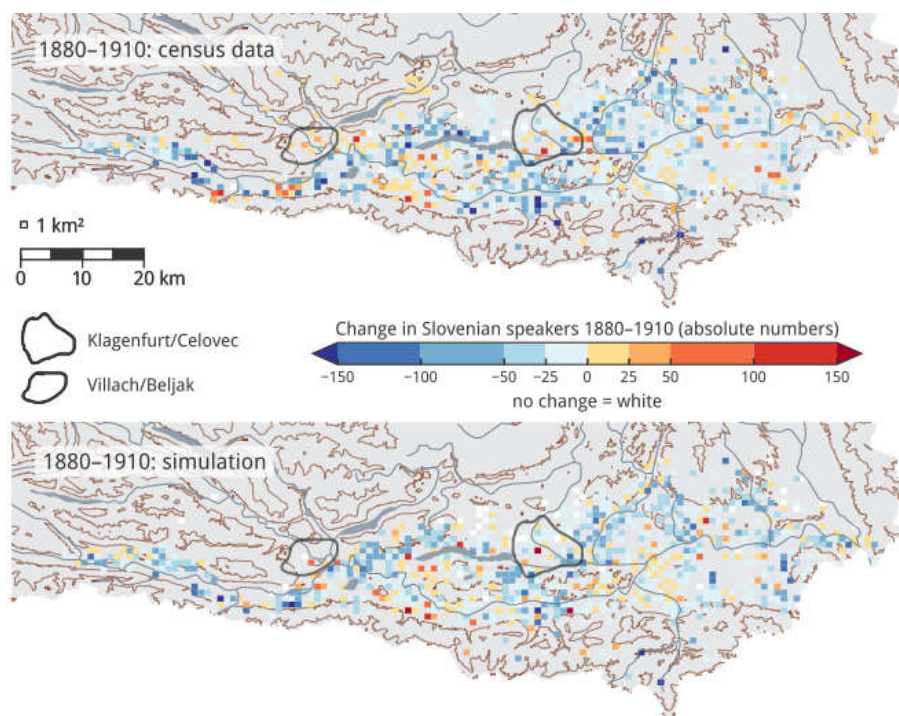 1880–1910: census data
1 km²
0 10 20 km
Klagenfurt/Celovec
Villach/Beljak
Change in Slovenian speakers 1880–1910 (absolute numbers)
−150 −100 −50 −25 0 25 50 100 150
no change = white
1880–1910: simulation